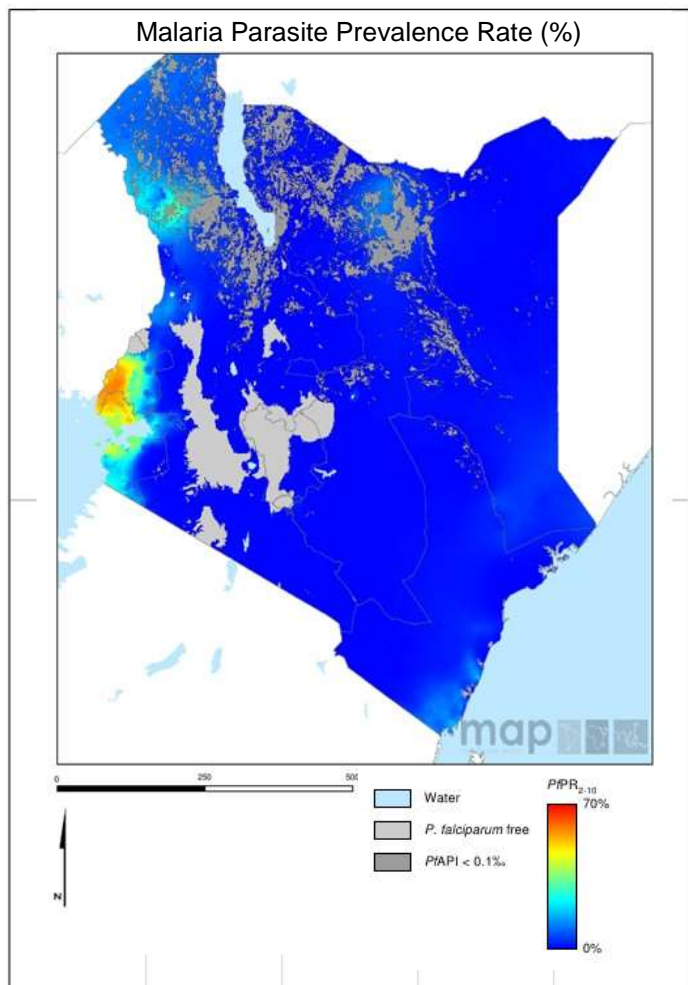 Malaria Parasite Prevalence Rate (%)
map
0 250 500
Water
P. falciparum free
PfAPI < 0.1‰
PfPR2-10
70%
0%
N